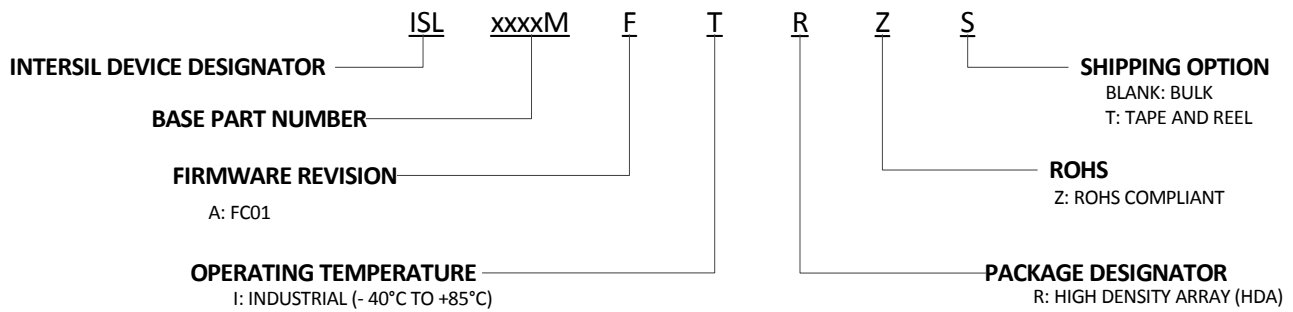 ISL xxxxM F T R Z S
INTERSIL DEVICE DESIGNATOR
SHIPPING OPTION
BLANK: BULK
T: TAPE AND REEL
BASE PART NUMBER
FIRMWARE REVISION
A: FC01
ROHS
Z: ROHS COMPLIANT
OPERATING TEMPERATURE
I: INDUSTRIAL (- 40°C TO +85°C)
PACKAGE DESIGNATOR
R: HIGH DENSITY ARRAY (HDA)